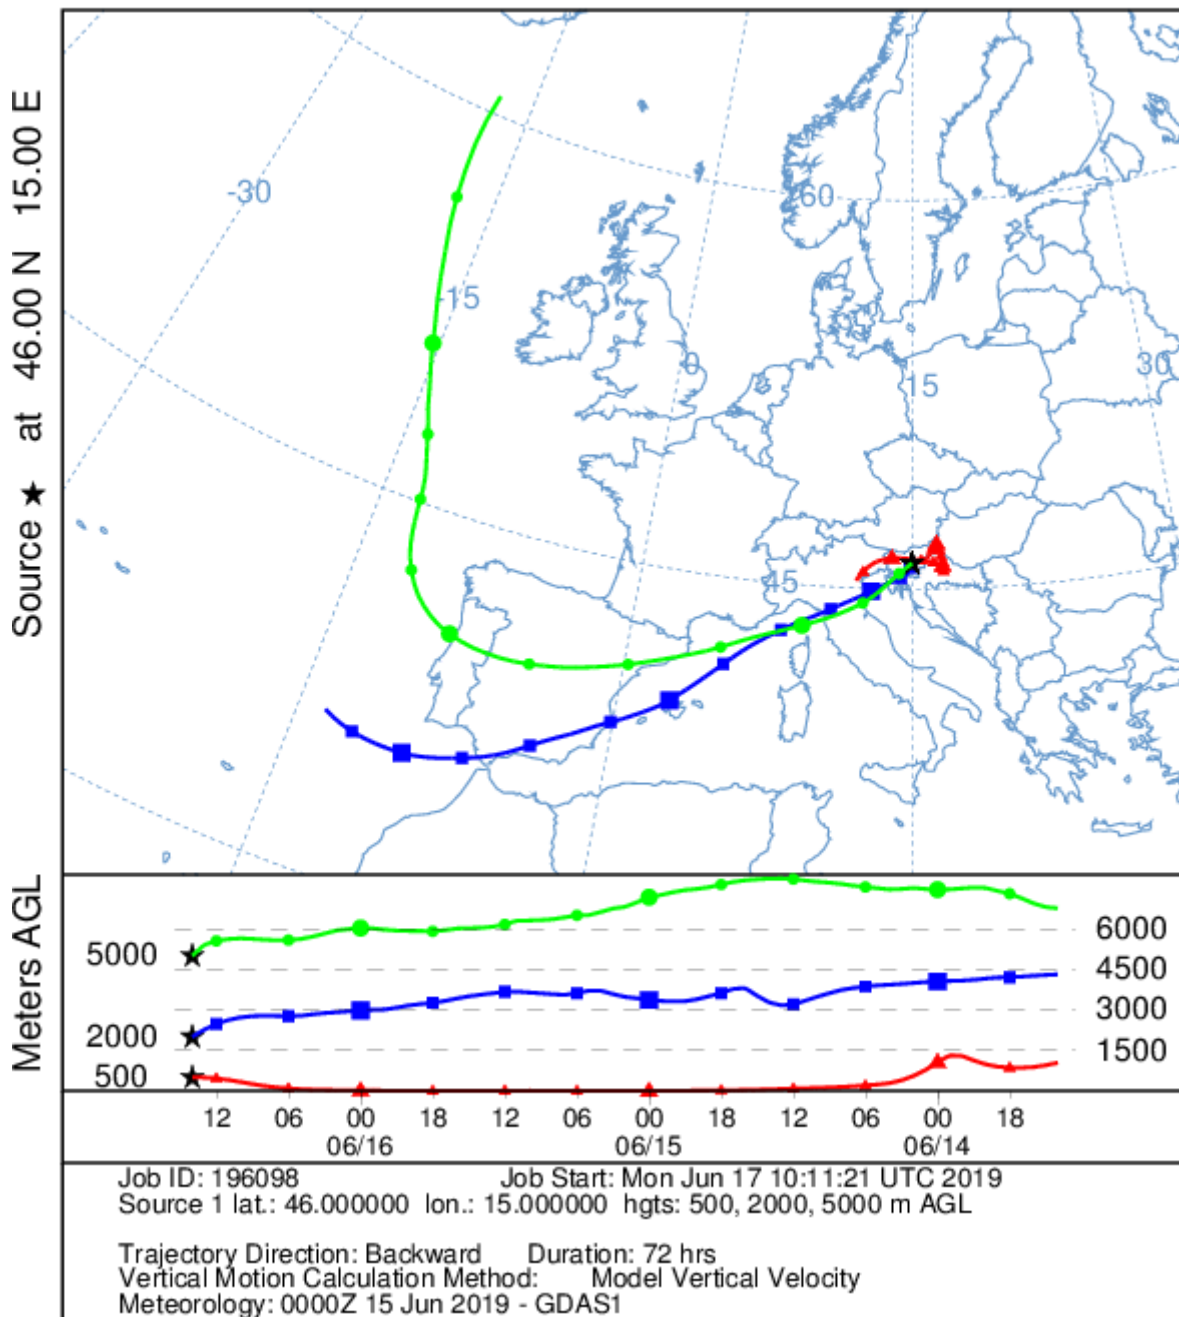 Source ★ at 46.00 N 15.00 E
-30
60
-15
0
15
30
45
Meters AGL
5000
2000
500
6000
4500
3000
1500
12 06 00 18 12 06 00 18 12 06 00 18
06/16 06/15 06/14
Job ID: 196098 Job Start: Mon Jun 17 10:11:21 UTC 2019
Source 1 lat.: 46.000000 lon.: 15.000000 hgts: 500, 2000, 5000 m AGL
Trajectory Direction: Backward Duration: 72 hrs
Vertical Motion Calculation Method: Model Vertical Velocity
Meteorology: 0000Z 15 Jun 2019 - GDAS1